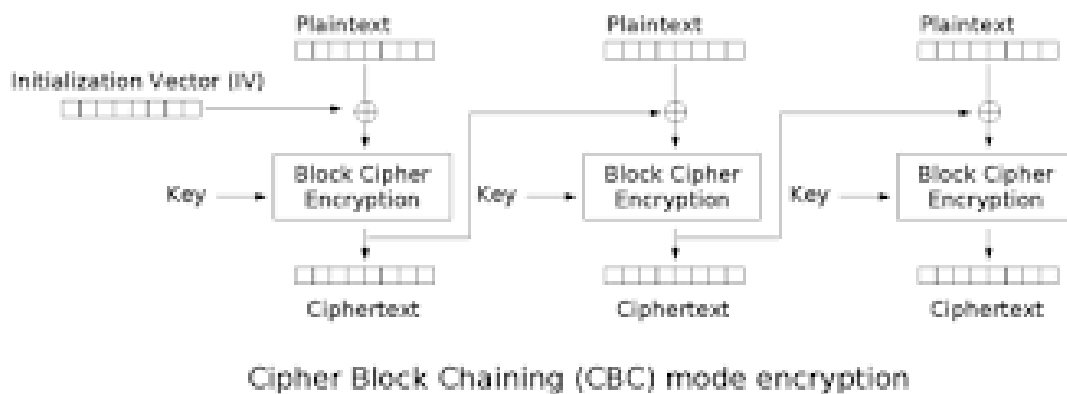 Plaintext
Plaintext
Plaintext
Initialization Vector (IV)
Key
Block Cipher
Encryption
Key
Block Cipher
Encryption
Key
Block Cipher
Encryption
Ciphertext
Ciphertext
Ciphertext
Cipher Block Chaining (CBC) mode encryption